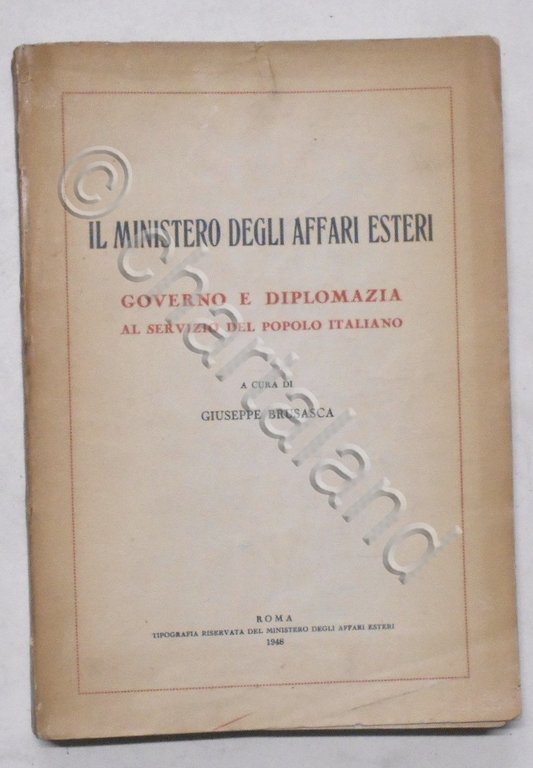 IL MINISTERO DEGLI AFFARI ESTERI
GOVERNO E DIPLOMAZIA
AL SERVIZIO DEL POPOLO ITALIANO
A CURA DI
GIUSEPPE BRUSASCA
© chartaland
ROMA
TIPOGRAFIA RISERVATA DEL MINISTERO DEGLI AFFARI ESTERI
1948